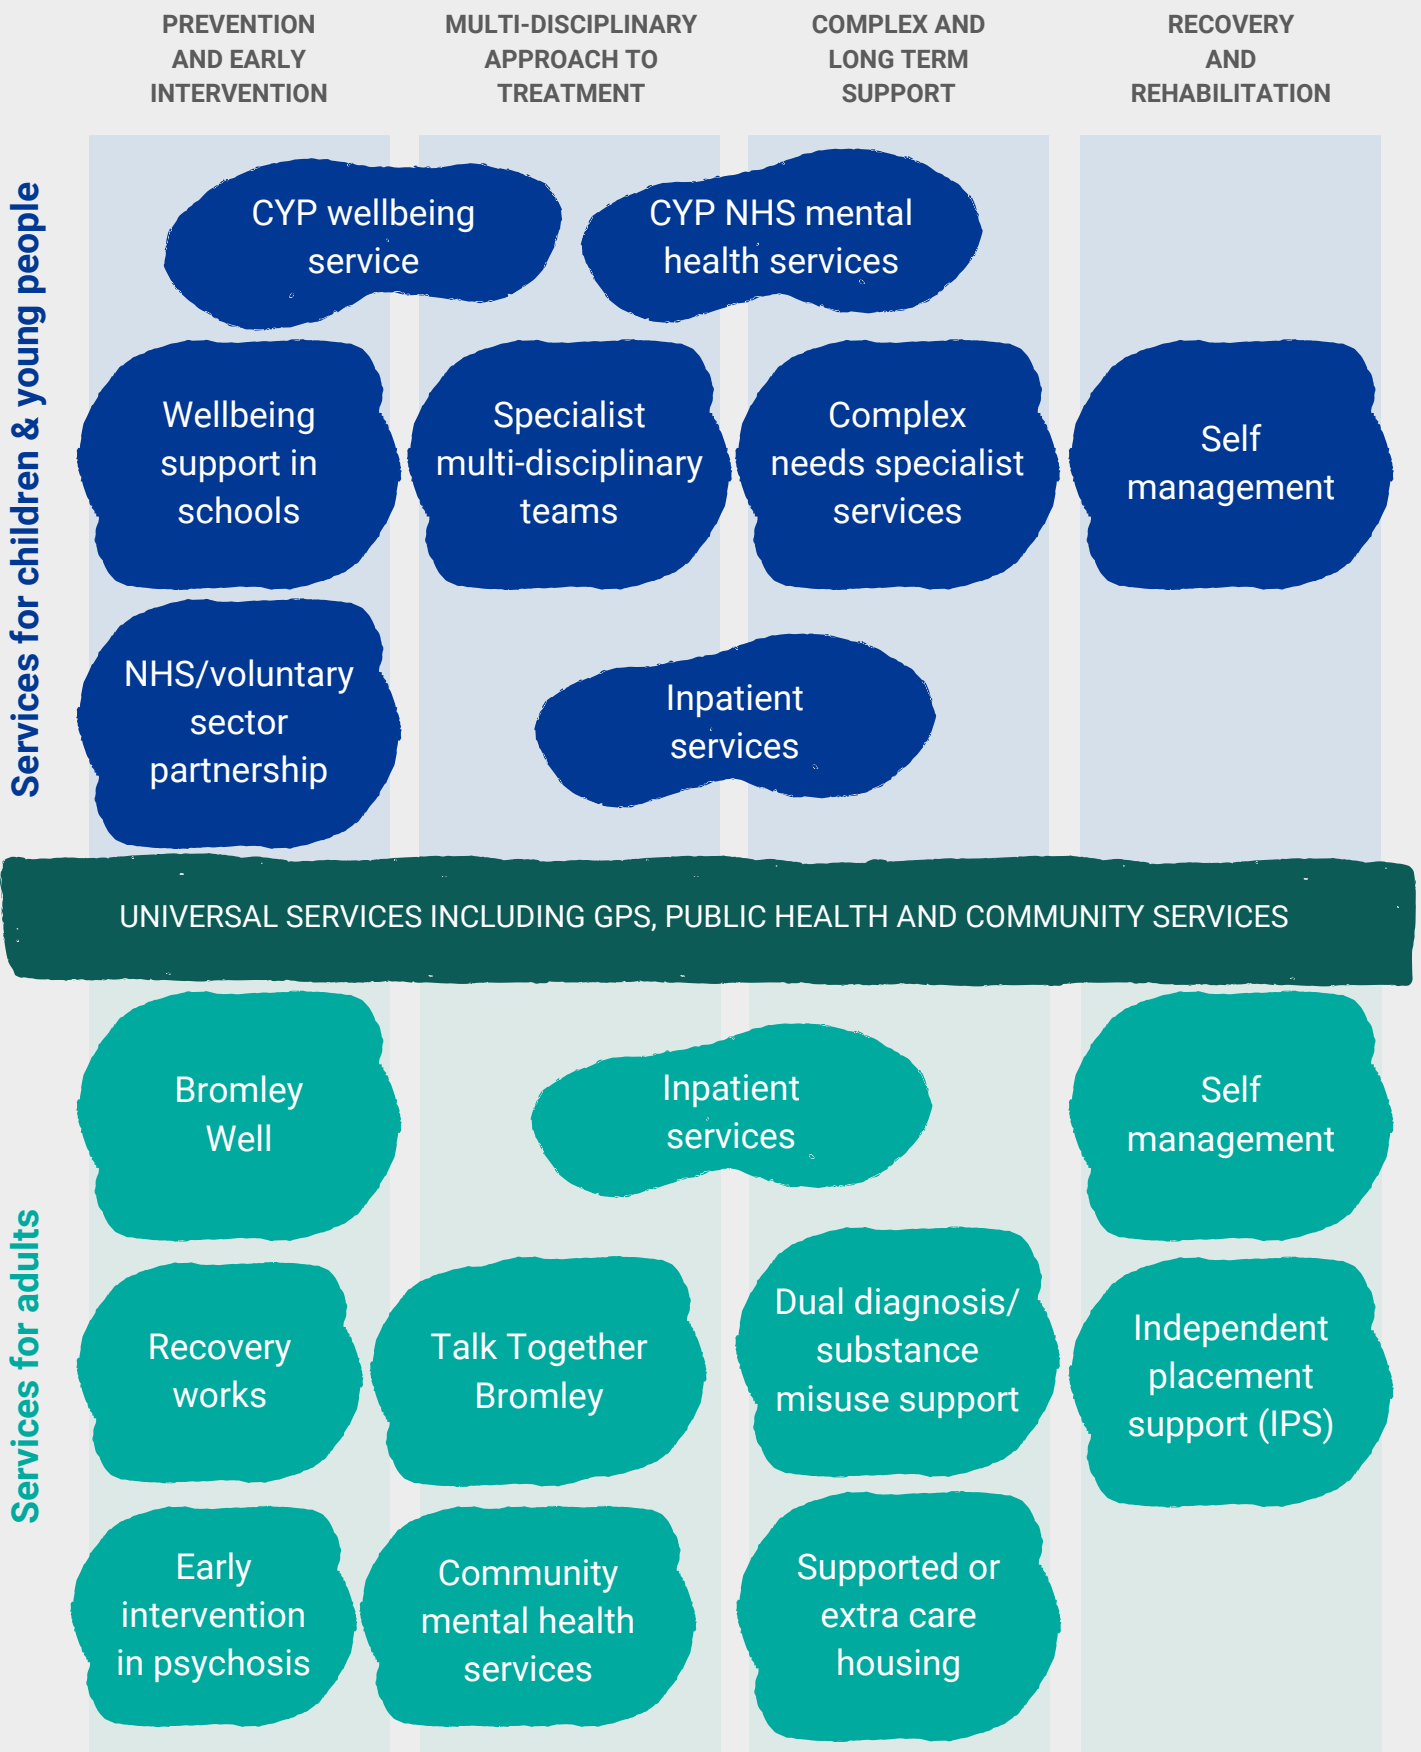 PREVENTION
AND EARLY
INTERVENTION
MULTI-DISCIPLINARY
APPROACH TO
TREATMENT
COMPLEX AND
LONG TERM
SUPPORT
RECOVERY
AND
REHABILITATION
Services for children & young people
CYP wellbeing
service
CYP NHS mental
health services
Wellbeing
support in
schools
Specialist
multi-disciplinary
teams
Complex
needs specialist
services
Self
management
NHS/voluntary
sector
partnership
Inpatient
services
UNIVERSAL SERVICES INCLUDING GPS, PUBLIC HEALTH AND COMMUNITY SERVICES
Services for adults
Bromley
Well
Inpatient
services
Self
management
Recovery
works
Talk Together
Bromley
Dual diagnosis/
substance
misuse support
Independent
placement
support (IPS)
Early
intervention
in psychosis
Community
mental health
services
Supported or
extra care
housing